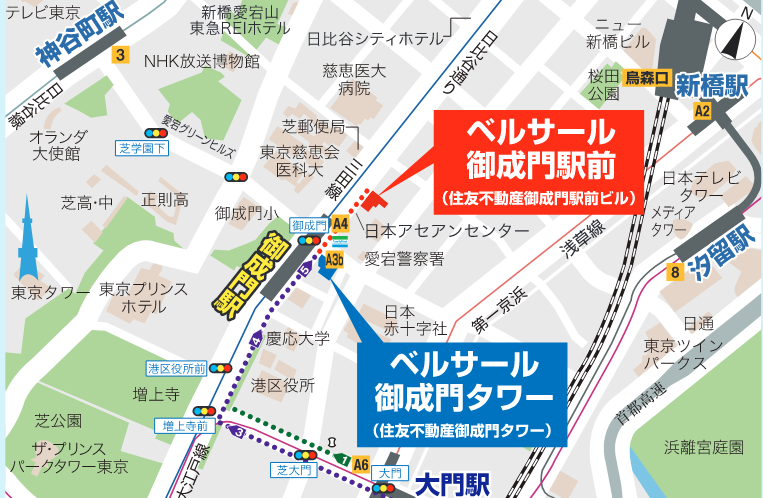 テレビ東京
神谷町駅
3
日比谷線
新橋愛宕山
東急REIホテル
NHK放送博物館
日比谷シティホテル
慈恵医大
病院
日比谷通り
ニュー
新橋ビル
N
桜田
公園
烏森口
新橋駅
A2
オランダ
大使館
芝学園下
愛宕グリーンヒルズ
芝郵便局
東京慈恵会
医科大
三田線
ベルサール
御成門駅前
(住友不動産御成門駅前ビル)
日本テレビ
タワー
メディア
タワー
芝高・中
正則高
御成門小
御成門
A4
日本アセアンセンター
A3b
愛宕警察署
浅草線
汐留駅
8
東京タワー
東京プリンス
ホテル
御成門駅
5
4
慶応大学
日本
赤十字社
第一京浜
日通
東京ツイン
パークス
港区役所前
港区役所
ベルサール
御成門タワー
(住友不動産御成門タワー)
首都高速
増上寺
増上寺前
芝公園
ザ・プリンス
パークタワー東京
大江戸線
3
1
芝大門
A6
大門
大門駅
浜離宮庭園